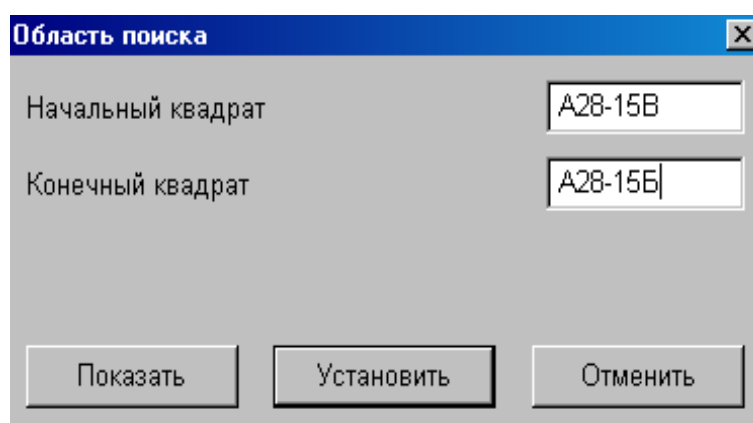 Область поиска
Начальный квадрат А28-15В
Конечный квадрат А28-15Б
Показать Установить Отменить